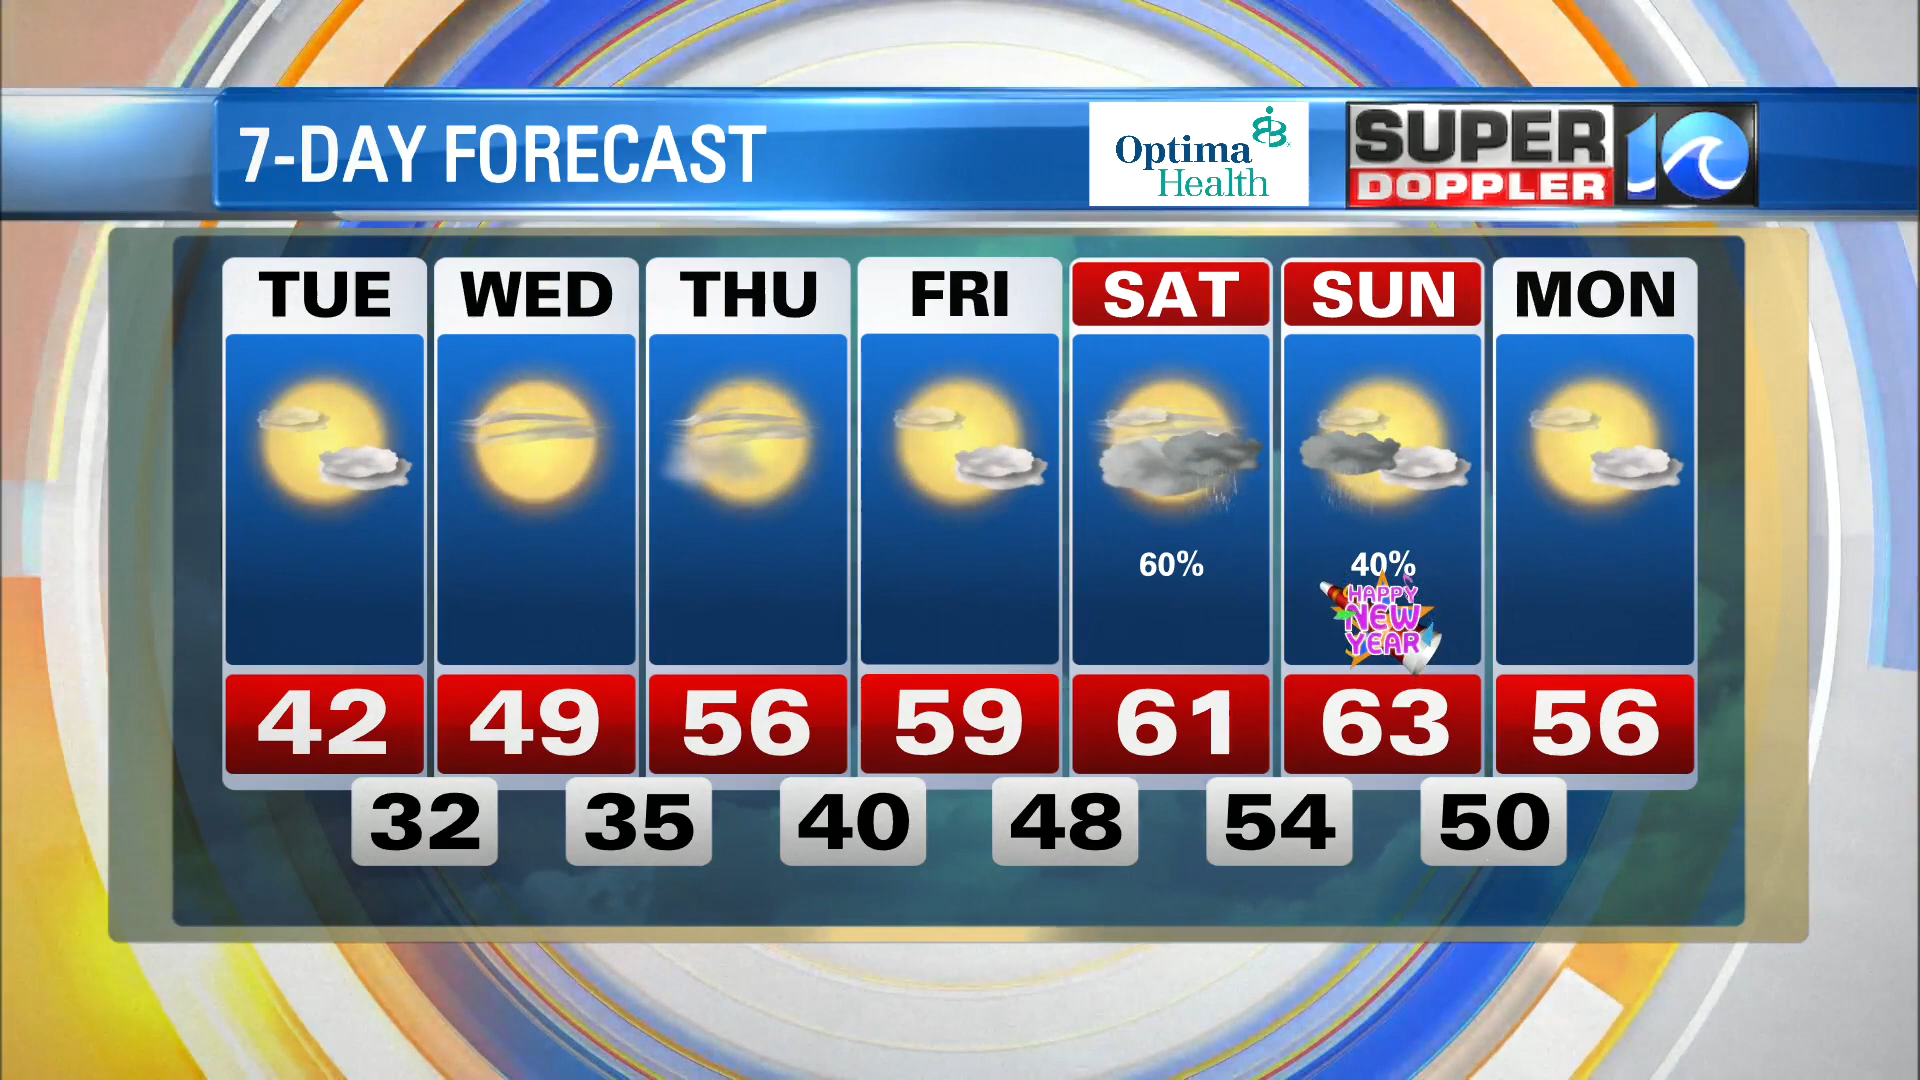 7-DAY FORECAST
Optima
Health
SUPER
DOPPLER
10
TUE WED THU FRI SAT SUN MON
60% 40%
HAPPY
NEW
YEAR
42 49 56 59 61 63 56
32 35 40 48 54 50